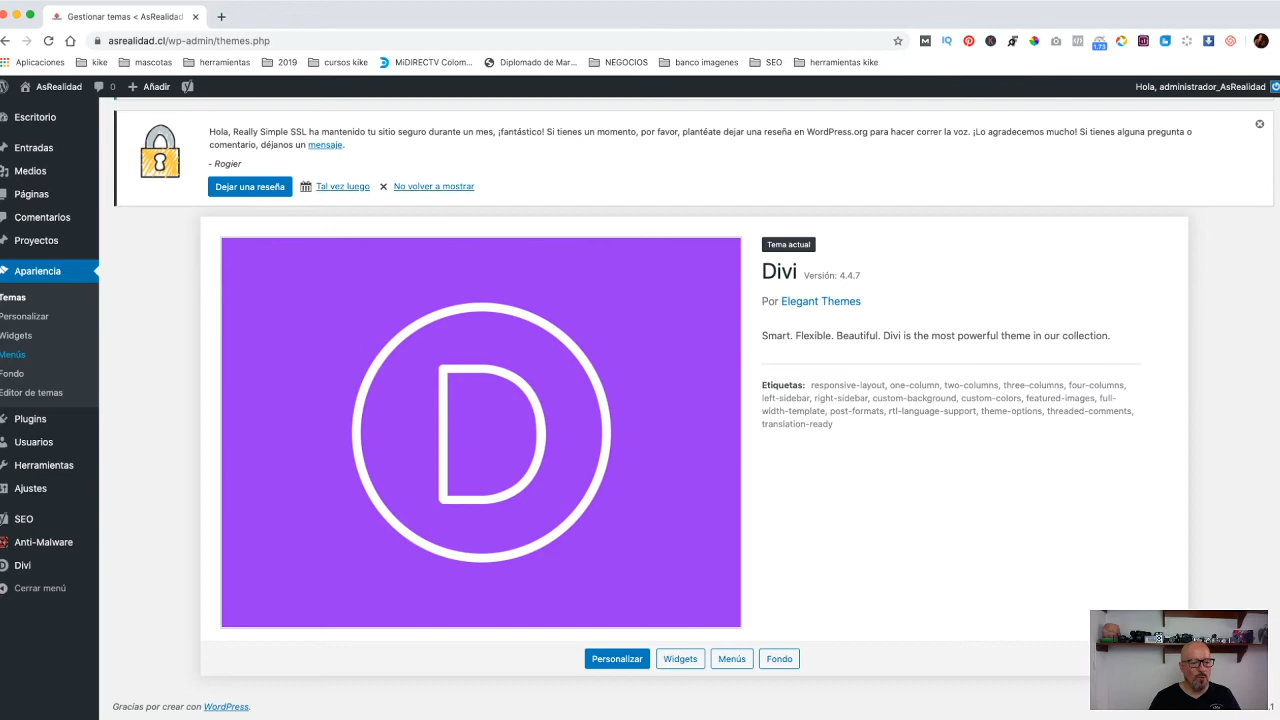 Gestionar temas < AsRealidad
asrealidad.cl/wp-admin/themes.php
1.73
Aplicaciones kike mascotas herramientas 2019 cursos kike MiDIRECTV Colom... Diplomado de Mar... NEGOCIOS banco imagenes SEO herramientas kike
AsRealidad 0 Añadir Hola, administrador_AsRealidad
Escritorio
Entradas
Medios
Páginas
Comentarios
Proyectos
Apariencia
Temas
Personalizar
Widgets
Menús
Fondo
Editor de temas
Plugins
Usuarios
Herramientas
Ajustes
SEO
Anti-Malware
Divi
Cerrar menú
Hola, Really Simple SSL ha mantenido tu sitio seguro durante un mes, ¡fantástico! Si tienes un momento, por favor, plantéate dejar una reseña en WordPress.org para hacer correr la voz. ¡Lo agradecemos mucho! Si tienes alguna pregunta o
comentario, déjanos un mensaje.
- Rogier
Dejar una reseña Tal vez luego No volver a mostrar
D
Tema actual
Divi Versión: 4.4.7
Por Elegant Themes
Smart. Flexible. Beautiful. Divi is the most powerful theme in our collection.
Etiquetas: responsive-layout, one-column, two-columns, three-columns, four-columns,
left-sidebar, right-sidebar, custom-background, custom-colors, featured-images, full-
width-template, post-formats, rtl-language-support, theme-options, threaded-comments,
translation-ready
Personalizar Widgets Menús Fondo
Gracias por crear con WordPress.